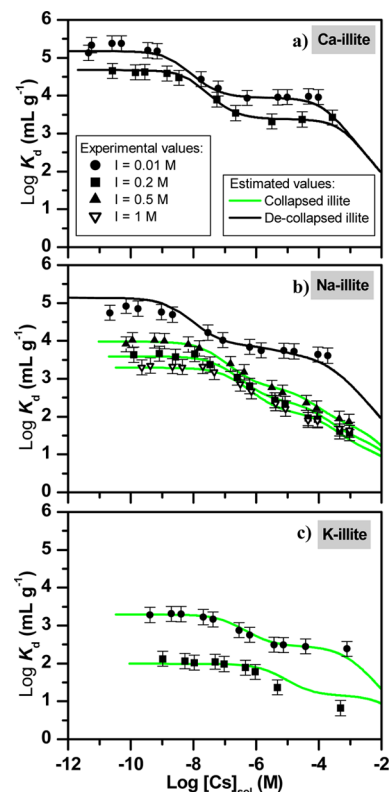 6
5
4
3
2
1
0
Log K_d (mL g⁻¹)
a) Ca-illite
Experimental values:
I = 0.01 M
I = 0.2 M
I = 0.5 M
I = 1 M
Estimated values:
Collapsed illite
De-collapsed illite
6
5
4
3
2
1
0
Log K_d (mL g⁻¹)
b) Na-illite
6
5
4
3
2
1
0
Log K_d (mL g⁻¹)
c) K-illite
-12 -10 -8 -6 -4 -2
Log [Cs]sol (M)